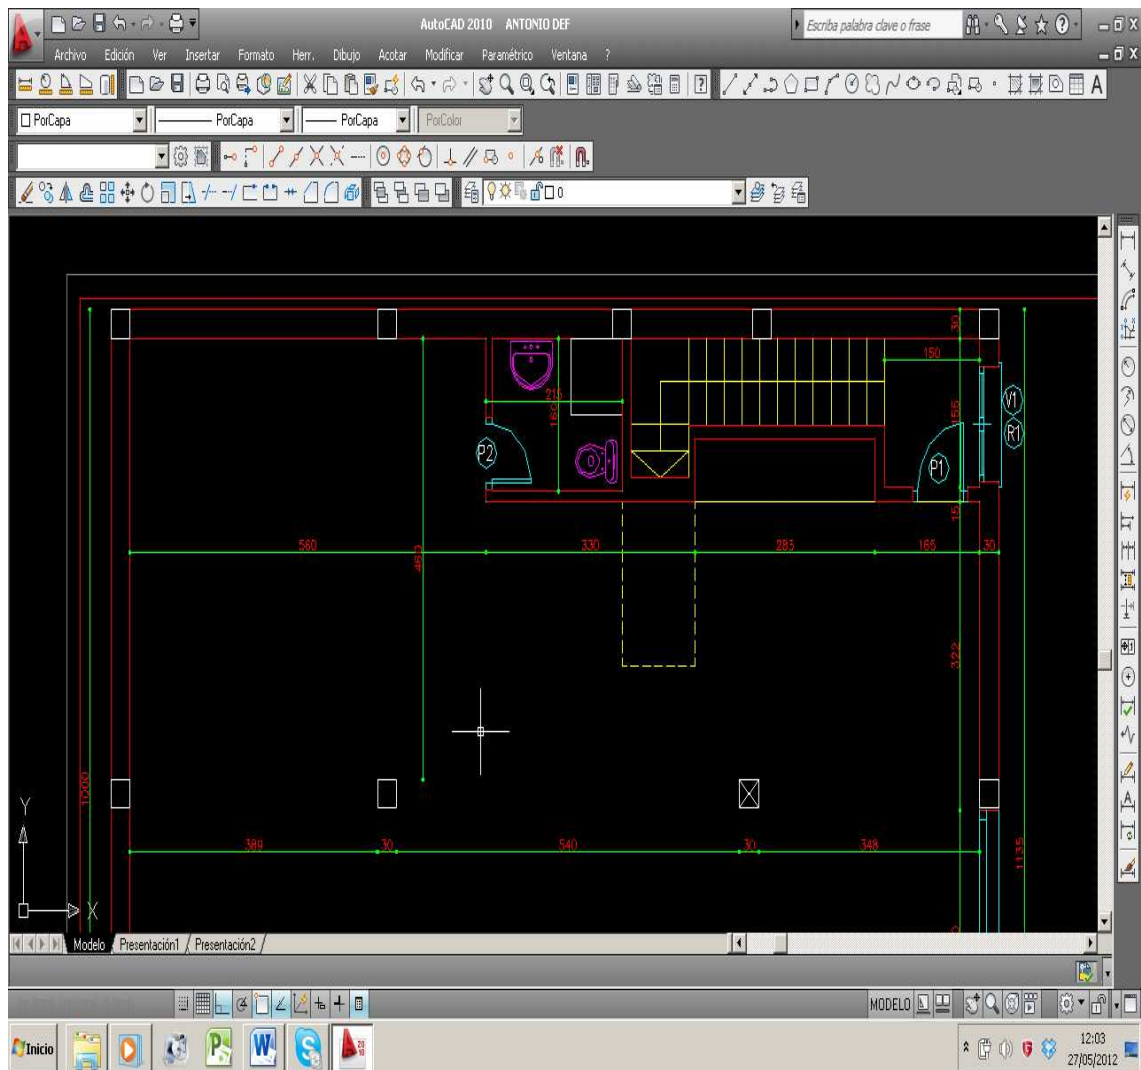 AutoCAD 2010 ANTONIO DEF
Escriba palabra clave o frase
Archivo Edición Ver Insertar Formato Herr. Dibujo Acotar Modificar Paramétrico Ventana ?
PorCapa PorCapa PorCapa PorColor
0
30
150
V1
215
160
155
R1
P2
P1
15
560 330 283 165 30
460
322
1000
Y
389 30 540 30 348
1135
X
Modelo Presentación1 Presentación2
MODELO
Inicio
12:03
27/05/2012